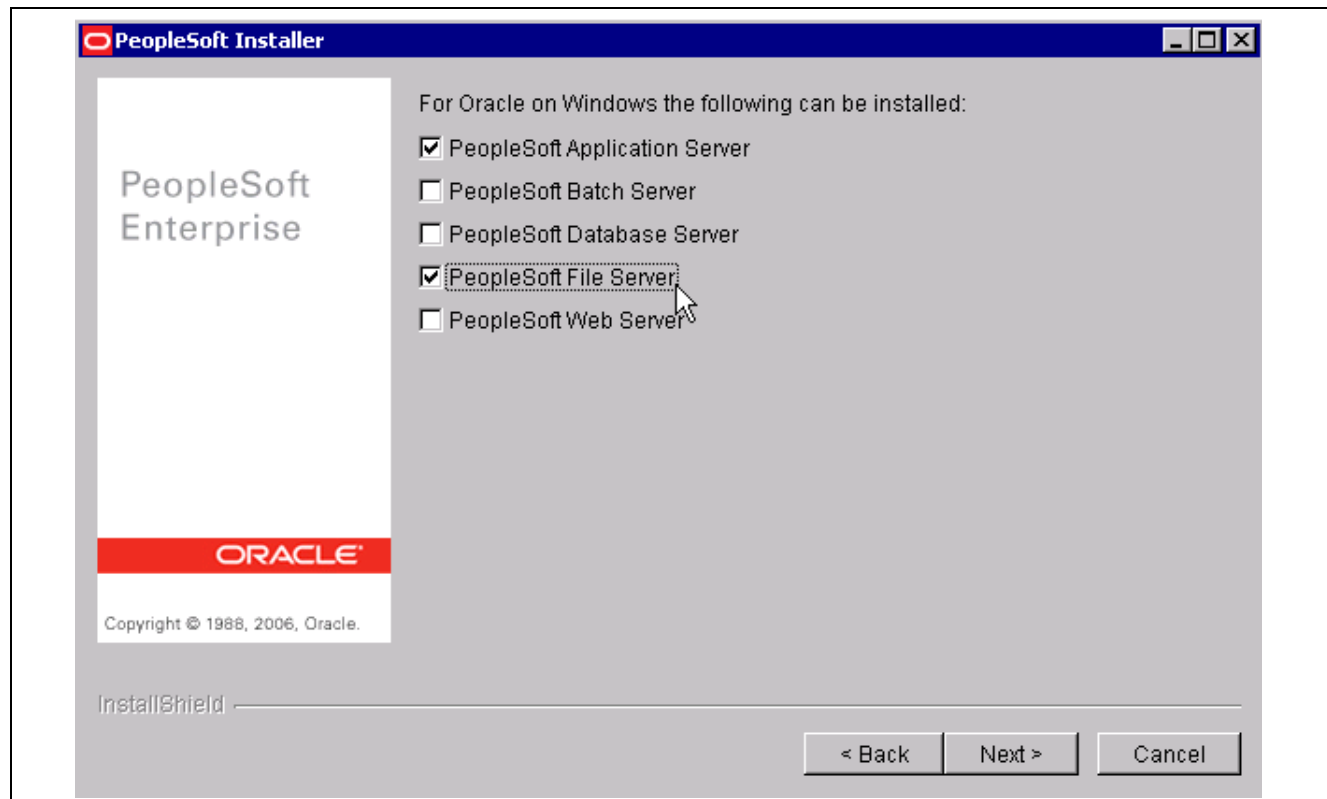 PeopleSoft Installer
For Oracle on Windows the following can be installed:
PeopleSoft Application Server
PeopleSoft Batch Server
PeopleSoft Database Server
PeopleSoft File Server
PeopleSoft Web Server
PeopleSoft
Enterprise
ORACLE
Copyright © 1988, 2006, Oracle.
InstallShield
< Back
Next >
Cancel